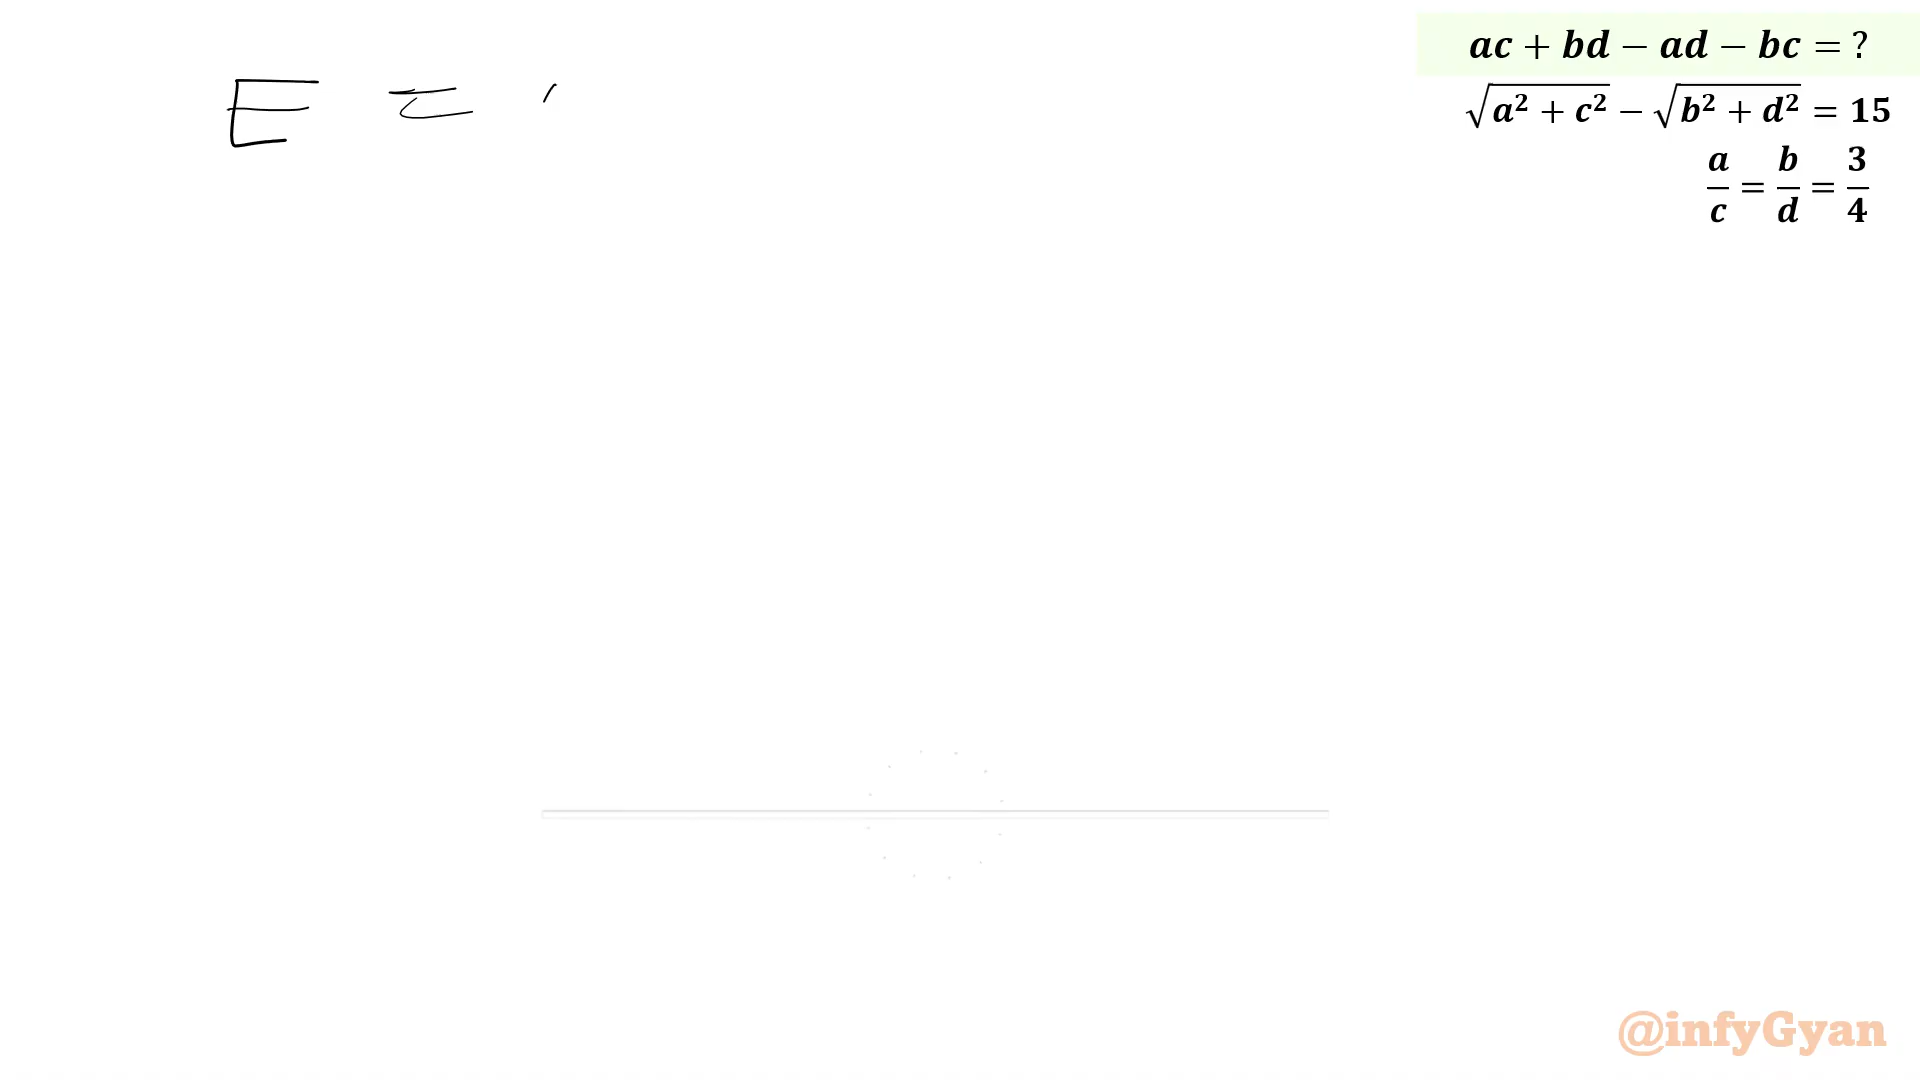 ac + bd − ad − bc = ?
√(a² + c²) − √(b² + d²) = 15
a/c = b/d = 3/4
E =
@infyGyan